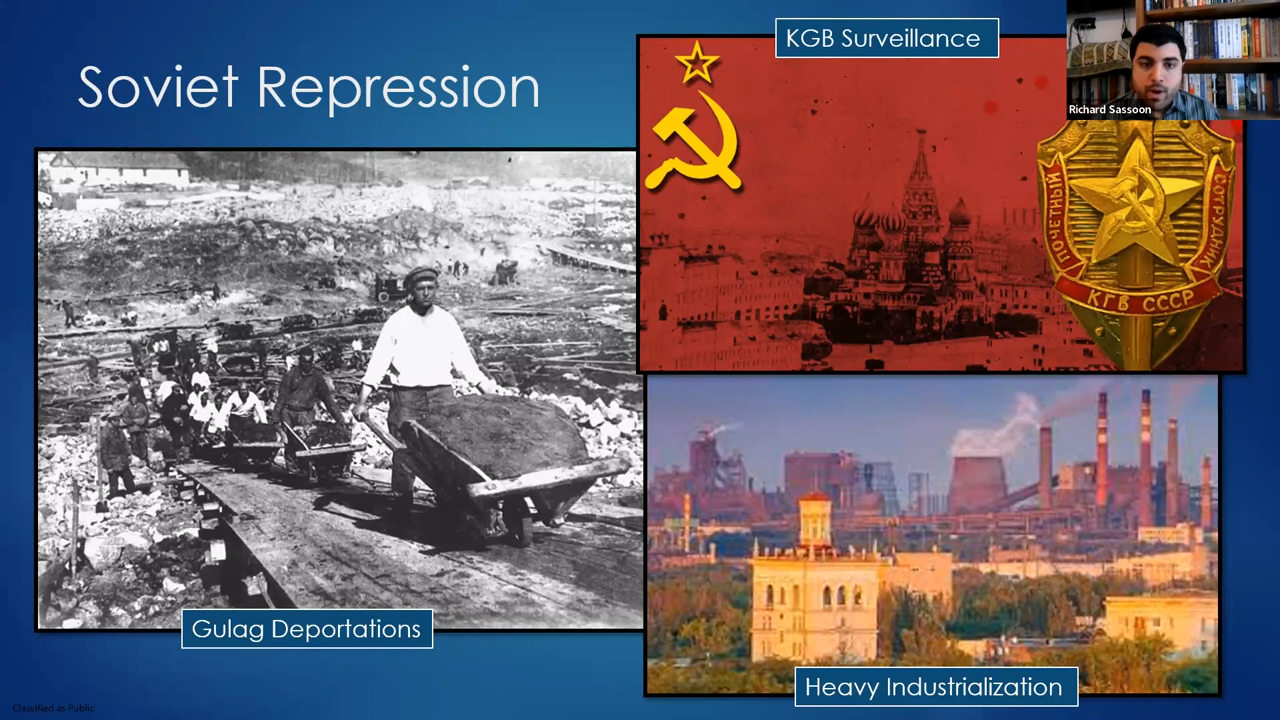 Soviet Repression
KGB Surveillance
Richard Sassoon
ПОЧЕТНЫЙ
СОТРУДНИК
КГБ СССР
Gulag Deportations
Heavy Industrialization
Classified as Public